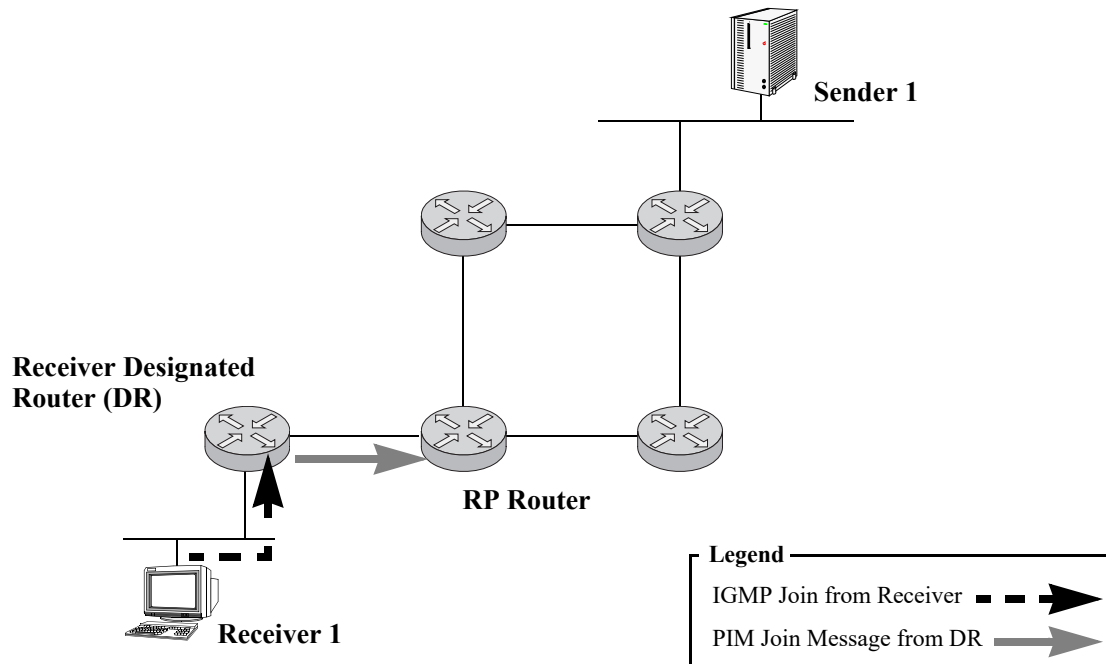 Sender 1
Receiver Designated
Router (DR)
RP Router
Receiver 1
Legend
IGMP Join from Receiver
PIM Join Message from DR